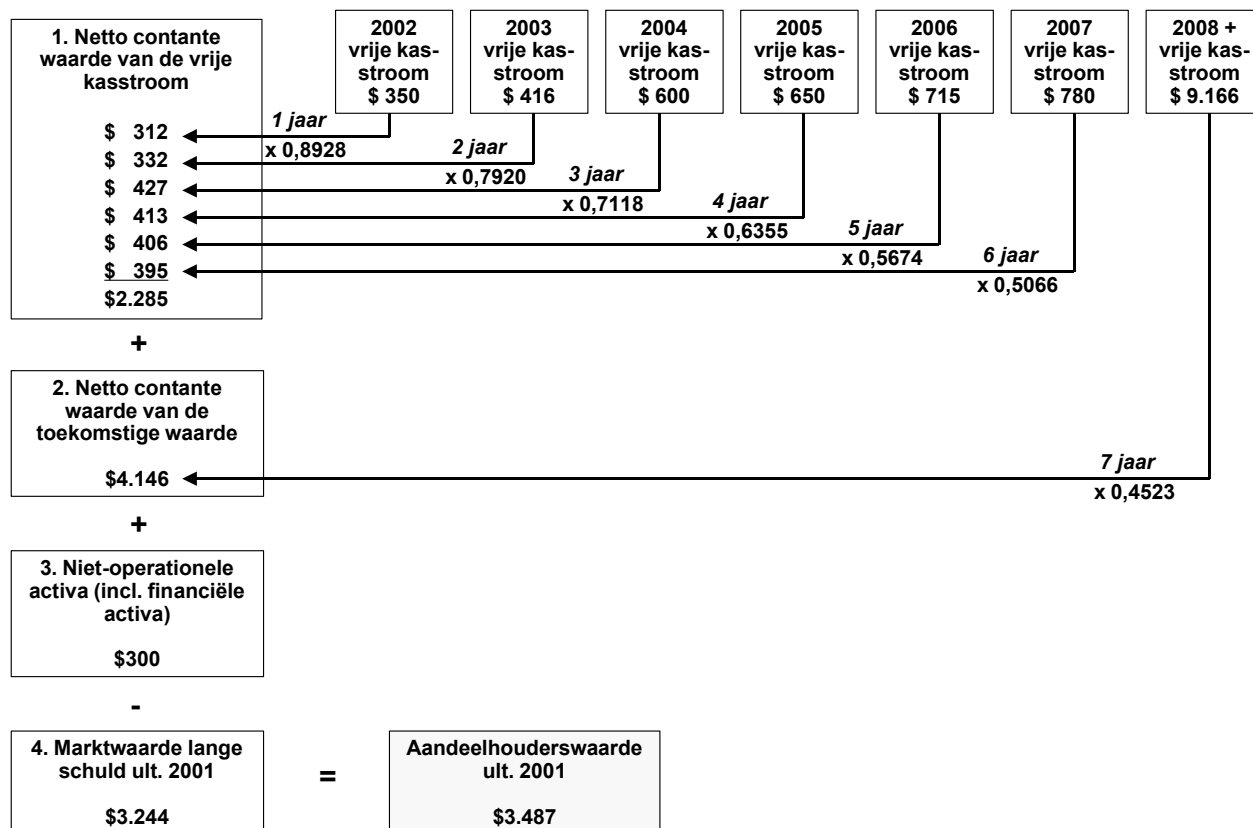 1. Netto contante
waarde van de vrije
kasstroom
$ 312
$ 332
$ 427
$ 413
$ 406
$ 395
$2.285
2002
vrije kas-
stroom
$ 350
2003
vrije kas-
stroom
$ 416
2004
vrije kas-
stroom
$ 600
2005
vrije kas-
stroom
$ 650
2006
vrije kas-
stroom
$ 715
2007
vrije kas-
stroom
$ 780
2008 +
vrije kas-
stroom
$ 9.166
1 jaar
x 0,8928
2 jaar
x 0,7920
3 jaar
x 0,7118
4 jaar
x 0,6355
5 jaar
x 0,5674
6 jaar
x 0,5066
+
2. Netto contante
waarde van de
toekomstige waarde
$4.146
7 jaar
x 0,4523
+
3. Niet-operationele
activa (incl. financiële
activa)
$300
-
4. Marktwaarde lange
schuld ult. 2001
$3.244
=
Aandeelhouderswaarde
ult. 2001
$3.487